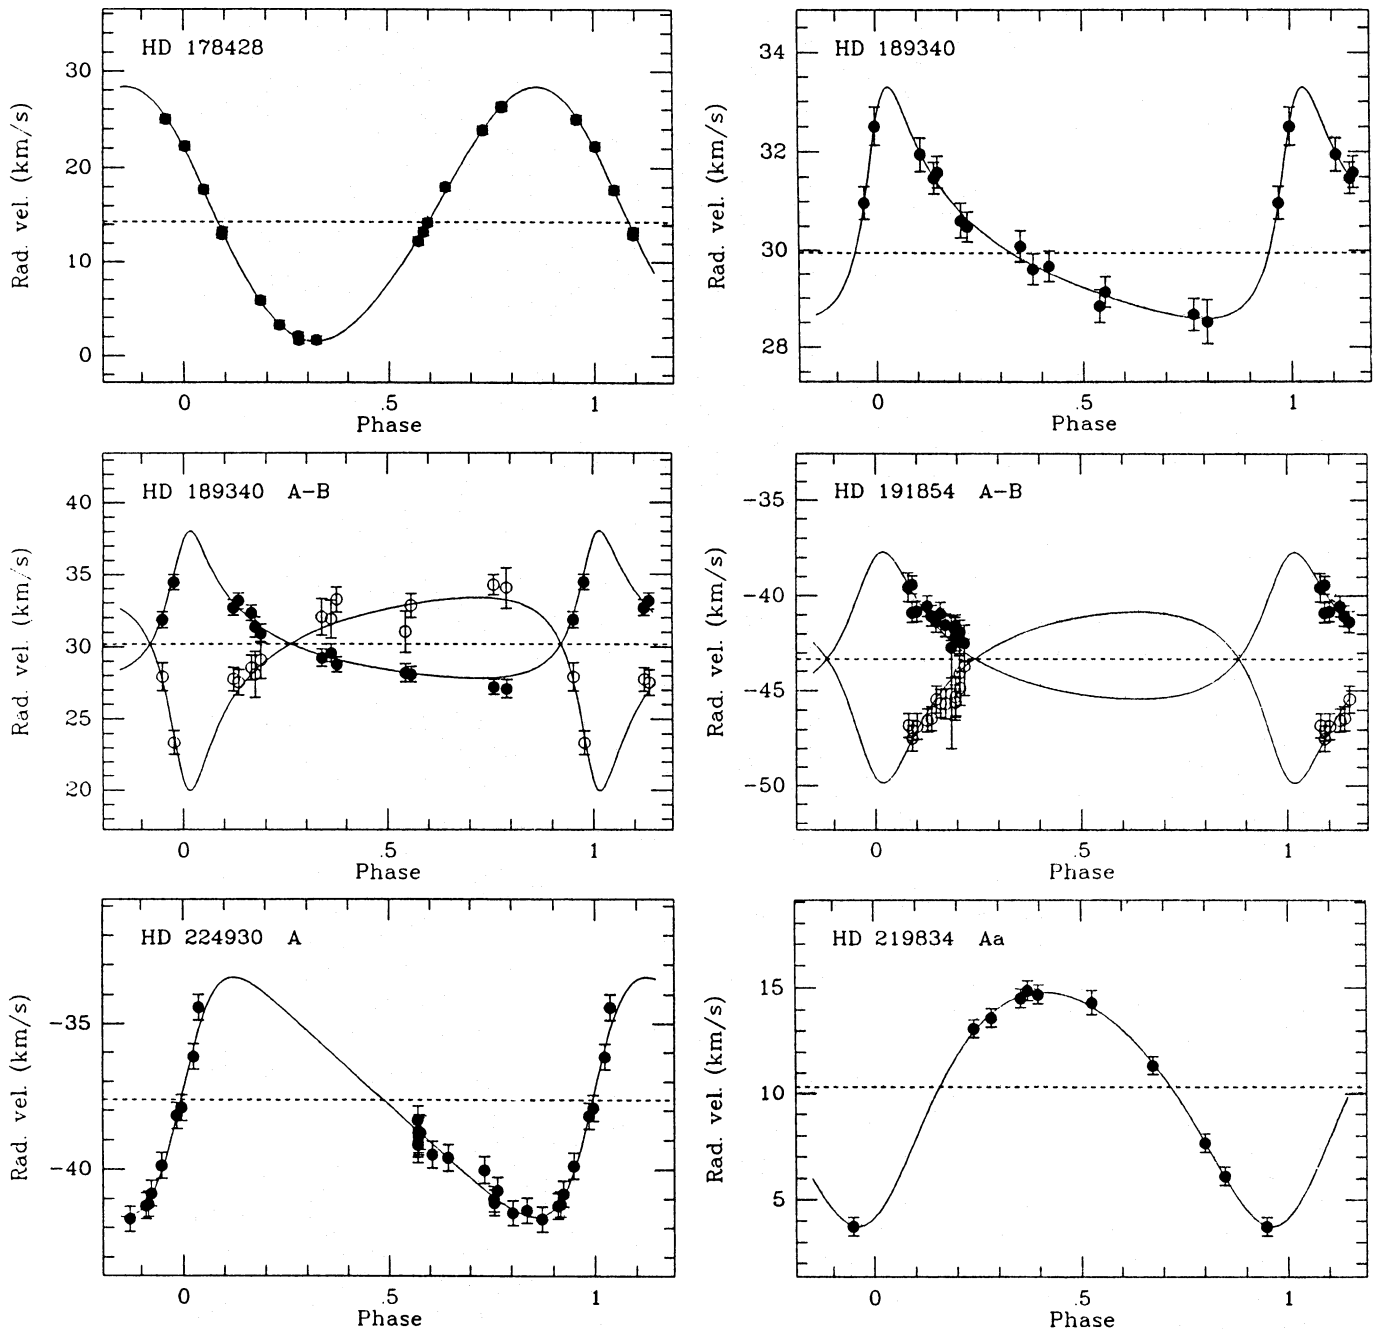 HD 178428
30
20
10
0
Rad. vel. (km/s)
0 .5 1
Phase
HD 189340
34
32
30
28
Rad. vel. (km/s)
0 .5 1
Phase
HD 189340 A-B
40
35
30
25
20
Rad. vel. (km/s)
0 .5 1
Phase
HD 191854 A-B
-35
-40
-45
-50
Rad. vel. (km/s)
0 .5 1
Phase
HD 224930 A
-35
-40
Rad. vel. (km/s)
0 .5 1
Phase
HD 219834 Aa
15
10
5
Rad. vel. (km/s)
0 .5 1
Phase